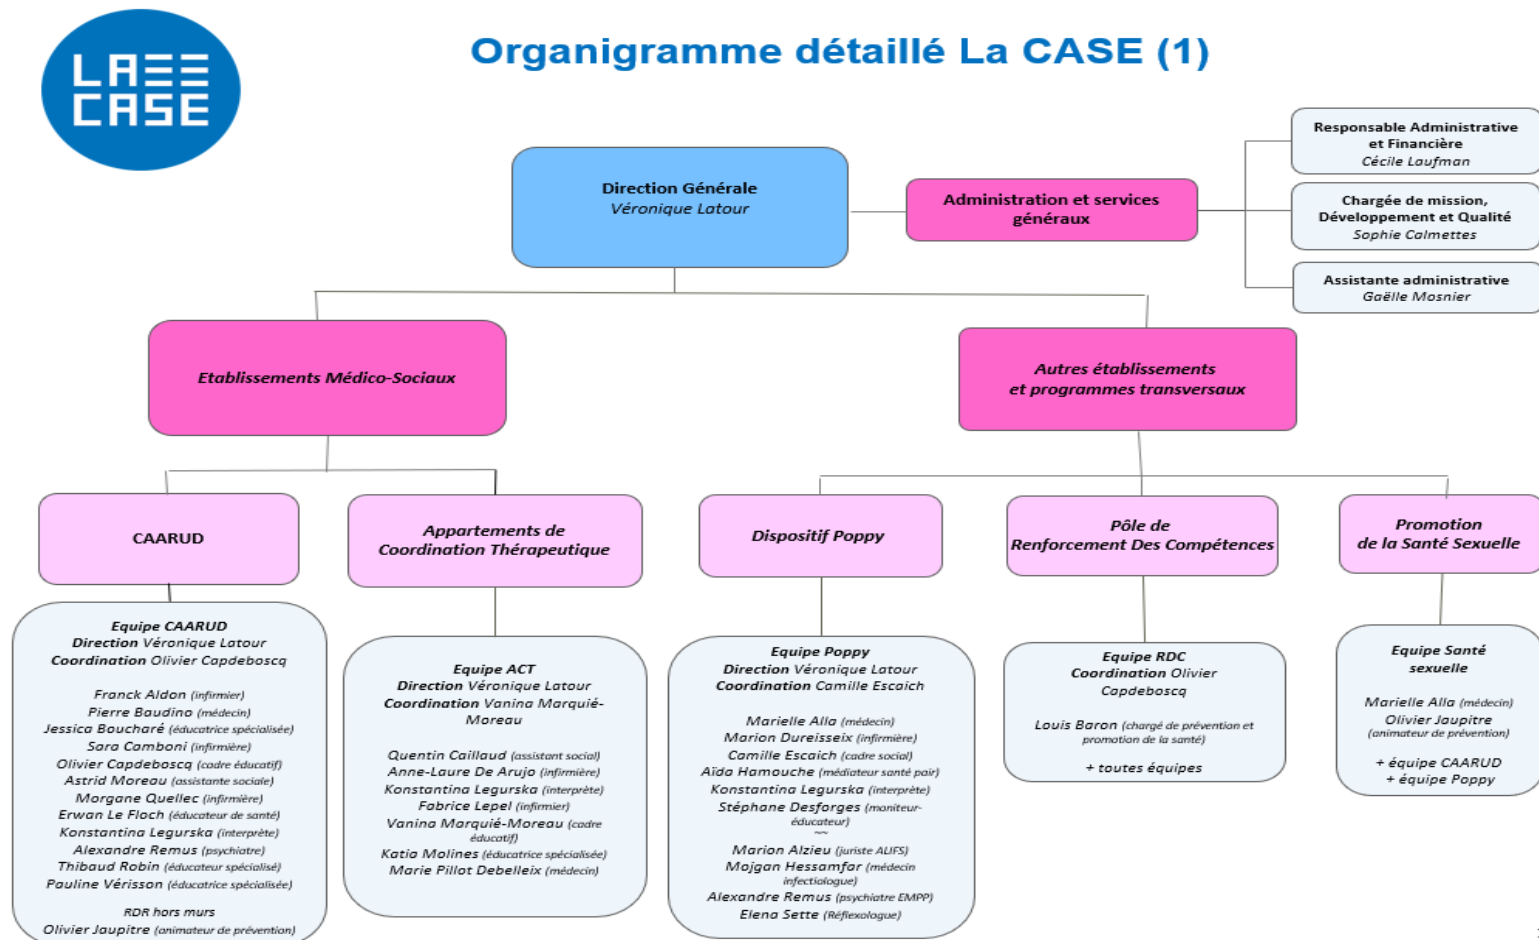 LA CASE
Organigramme détaillé La CASE (1)
Responsable Administrative
et Financière
Cécile Laufman
Direction Générale
Véronique Latour
Administration et services
généraux
Chargée de mission,
Développement et Qualité
Sophie Calmettes
Assistante administrative
Gaëlle Mosnier
Etablissements Médico-Sociaux
Autres établissements
et programmes transversaux
CAARUD
Appartements de
Coordination Thérapeutique
Dispositif Poppy
Pôle de
Renforcement Des Compétences
Promotion
de la Santé Sexuelle
Equipe CAARUD
Direction Véronique Latour
Coordination Olivier Capdeboscq
Franck Aldon (infirmier)
Pierre Baudino (médecin)
Jessica Boucharé (éducatrice spécialisée)
Sara Camboni (infirmière)
Olivier Capdeboscq (cadre éducatif)
Astrid Moreau (assistante sociale)
Morgane Quellec (infirmière)
Erwan Le Floch (éducateur de santé)
Konstantina Legurska (interprète)
Alexandre Remus (psychiatre)
Thibaud Robin (éducateur spécialisé)
Pauline Vérisson (éducatrice spécialisée)
RDR hors murs
Olivier Jaupitre (animateur de prévention)
Equipe ACT
Direction Véronique Latour
Coordination Vanina Marquié-
Moreau
Quentin Caillaud (assistant social)
Anne-Laure De Arujo (infirmière)
Konstantina Legurska (interprète)
Fabrice Lepel (infirmier)
Vanina Marquié-Moreau (cadre
éducatif)
Katia Molines (éducatrice spécialisée)
Marie Pillot Debelleix (médecin)
Equipe Poppy
Direction Véronique Latour
Coordination Camille Escaich
Marielle Alla (médecin)
Marion Dureisseix (infirmière)
Camille Escaich (cadre social)
Aïda Hamouche (médiateur santé pair)
Konstantina Legurska (interprète)
Stéphane Desforges (moniteur-
éducateur)
~~
Marion Alzieu (juriste ALIFS)
Mojgan Hessamfar (médecin
infectiologue)
Alexandre Remus (psychiatre EMPP)
Elena Sette (Réflexologue)
Equipe RDC
Coordination Olivier
Capdeboscq
Louis Baron (chargé de prévention et
promotion de la santé)
+ toutes équipes
Equipe Santé
sexuelle
Marielle Alla (médecin)
Olivier Jaupitre
(animateur de prévention)
+ équipe CAARUD
+ équipe Poppy